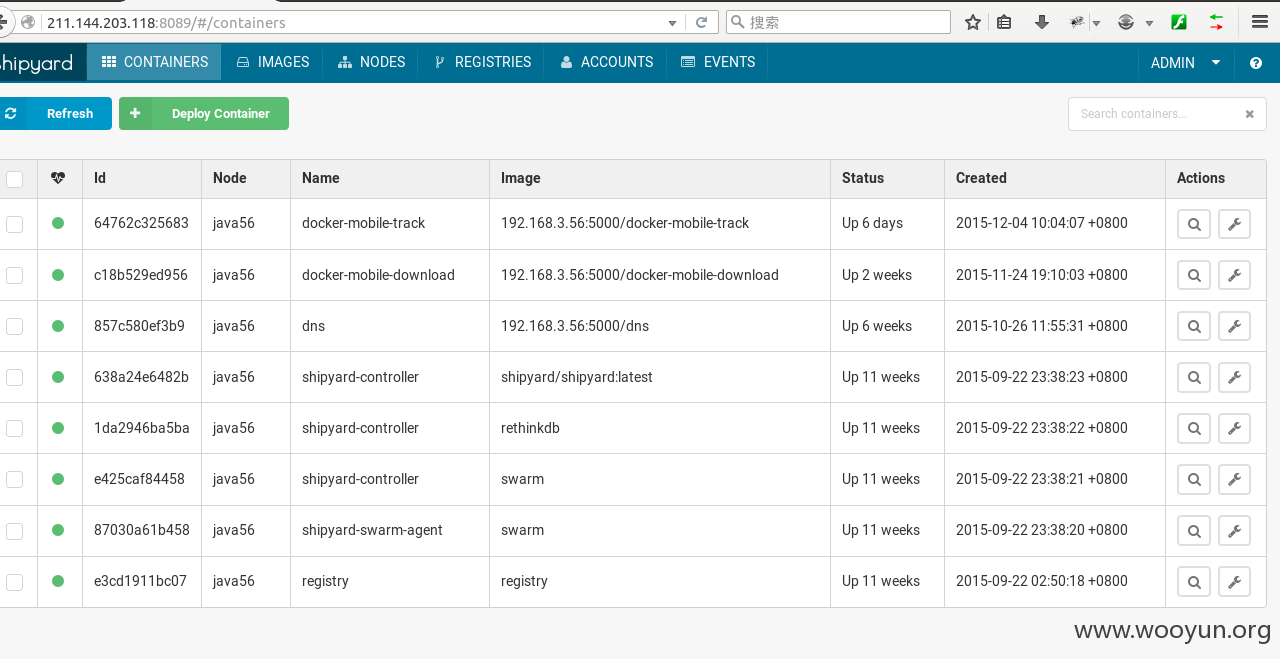 211.144.203.118:8089/#/containers
搜索
shipyard
CONTAINERS
IMAGES
NODES
REGISTRIES
ACCOUNTS
EVENTS
ADMIN
Refresh
Deploy Container
Search containers...
Id Node Name Image Status Created Actions
64762c325683 java56 docker-mobile-track 192.168.3.56:5000/docker-mobile-track Up 6 days 2015-12-04 10:04:07 +0800
c18b529ed956 java56 docker-mobile-download 192.168.3.56:5000/docker-mobile-download Up 2 weeks 2015-11-24 19:10:03 +0800
857c580ef3b9 java56 dns 192.168.3.56:5000/dns Up 6 weeks 2015-10-26 11:55:31 +0800
638a24e6482b java56 shipyard-controller shipyard/shipyard:latest Up 11 weeks 2015-09-22 23:38:23 +0800
1da2946ba5ba java56 shipyard-controller rethinkdb Up 11 weeks 2015-09-22 23:38:22 +0800
e425caf84458 java56 shipyard-controller swarm Up 11 weeks 2015-09-22 23:38:21 +0800
87030a61b458 java56 shipyard-swarm-agent swarm Up 11 weeks 2015-09-22 23:38:20 +0800
e3cd1911bc07 java56 registry registry Up 11 weeks 2015-09-22 02:50:18 +0800
www.wooyun.org